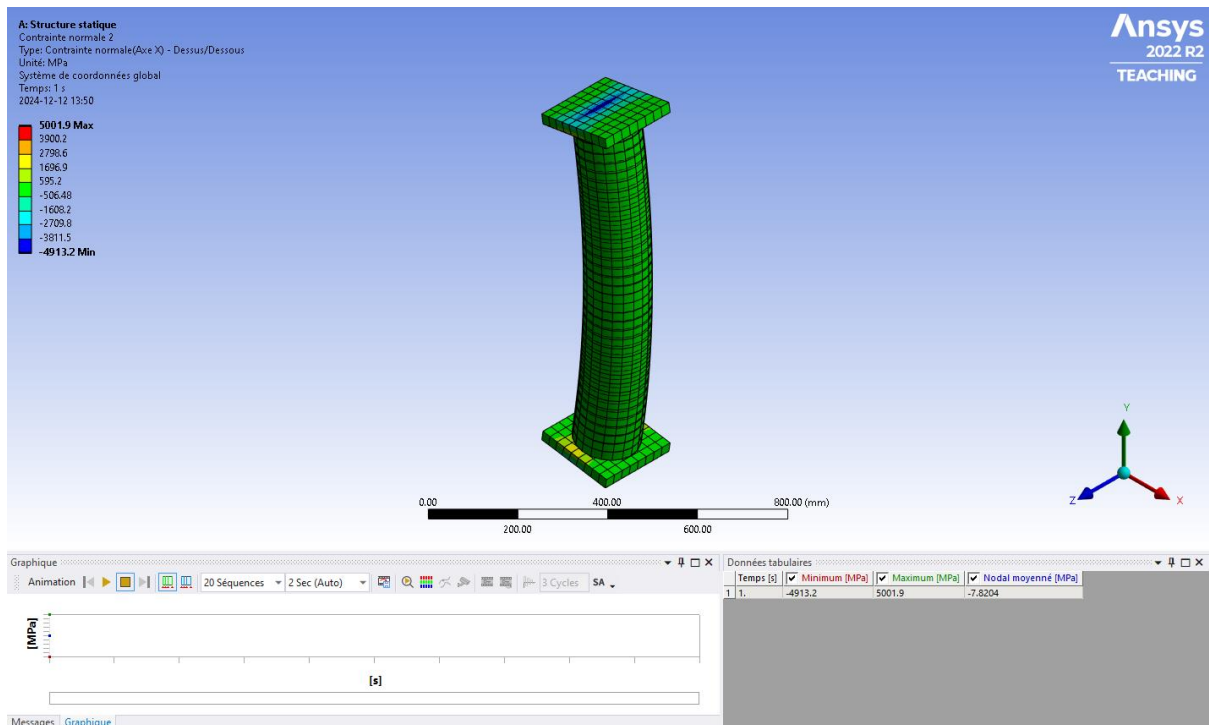 A: Structure statique
Contrainte normale 2
Type: Contrainte normale(Axe X) - Dessus/Dessous
Unité: MPa
Système de coordonnées global
Temps: 1 s
2024-12-12 13:50
5001.9 Max
3900.2
2798.6
1696.9
595.2
-506.48
-1608.2
-2709.8
-3811.5
-4913.2 Min
Ansys
2022 R2
TEACHING
Y
Z
X
0.00 400.00 800.00 (mm)
200.00 600.00
Graphique
Animation 20 Séquences 2 Sec (Auto) 3 Cycles SA
[MPa]
[s]
Messages Graphique
Données tabulaires
Temps [s] Minimum [MPa] Maximum [MPa] Nodal moyenné [MPa]
1 1. -4913.2 5001.9 -7.8204